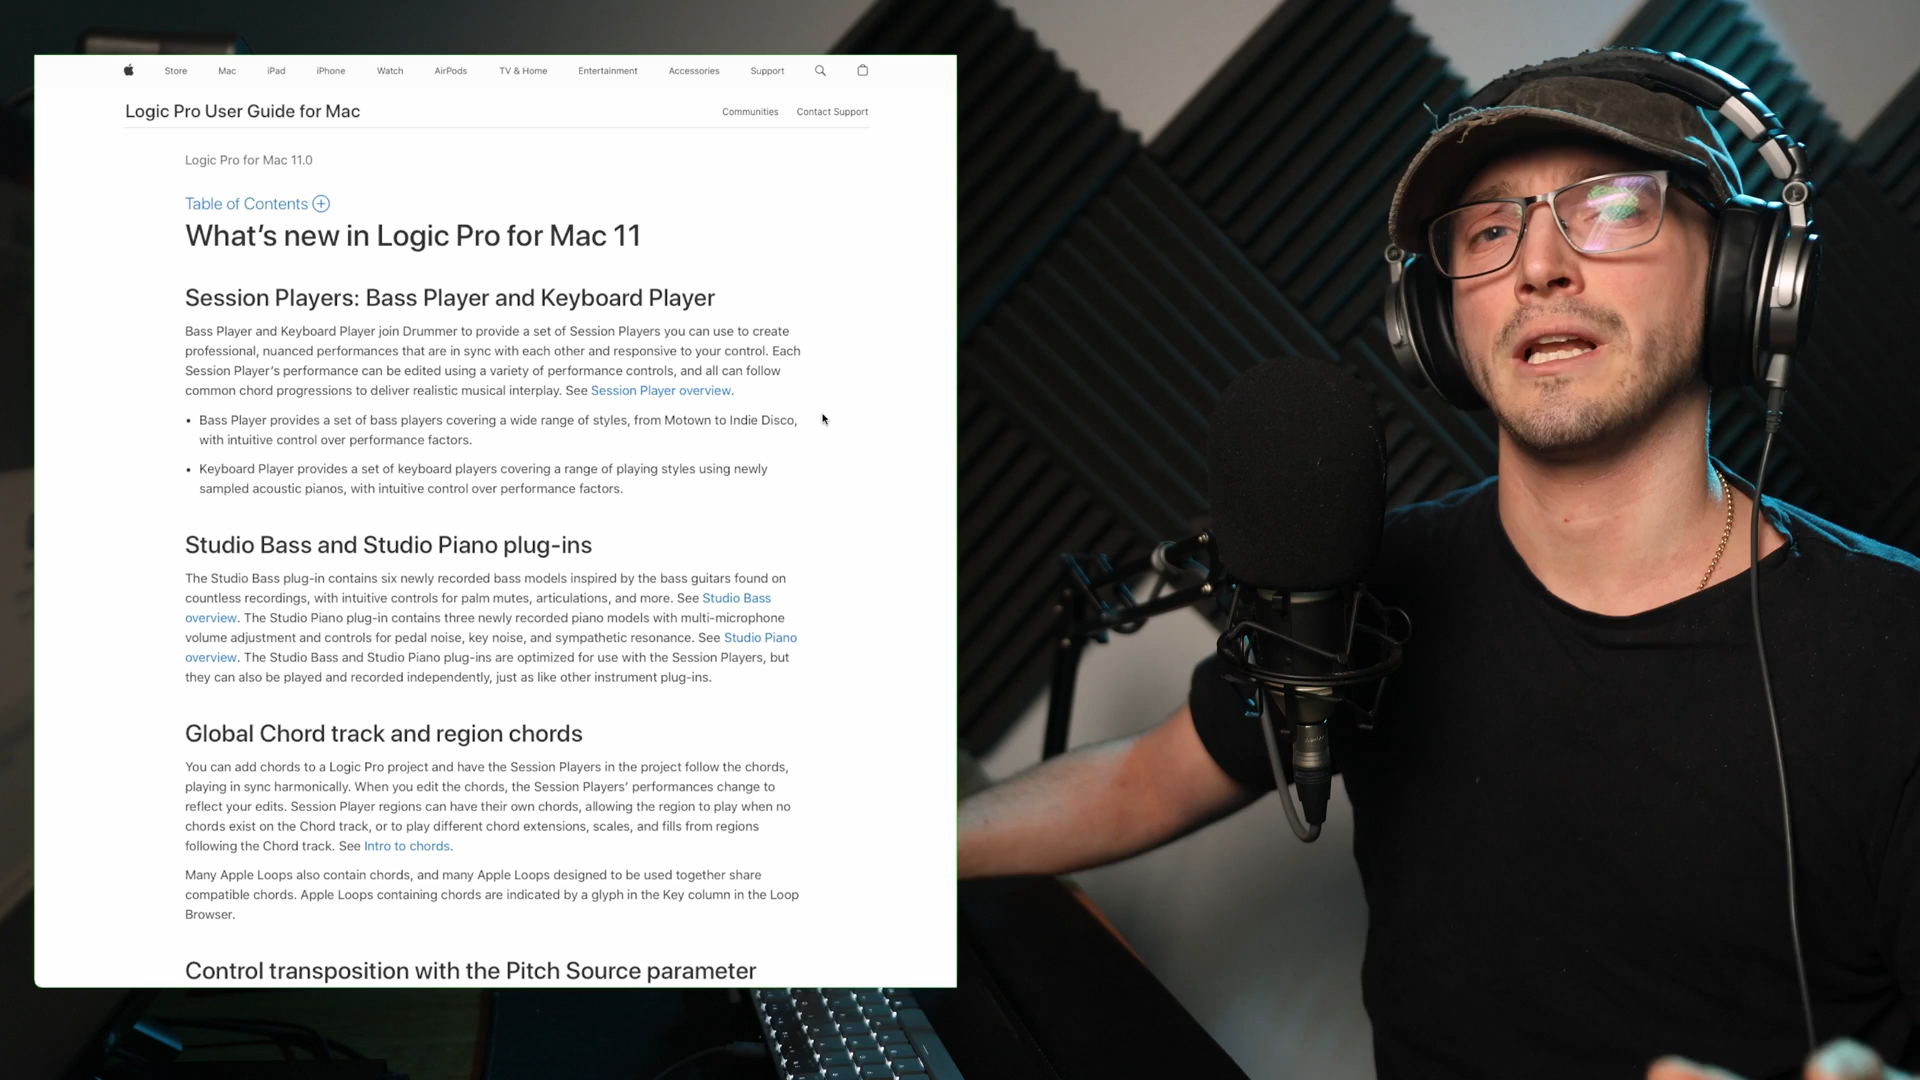 Store Mac iPad iPhone Watch AirPods TV & Home Entertainment Accessories Support
Logic Pro User Guide for Mac Communities Contact Support
Logic Pro for Mac 11.0
Table of Contents
What’s new in Logic Pro for Mac 11
Session Players: Bass Player and Keyboard Player
Bass Player and Keyboard Player join Drummer to provide a set of Session Players you can use to create
professional, nuanced performances that are in sync with each other and responsive to your control. Each
Session Player’s performance can be edited using a variety of performance controls, and all can follow
common chord progressions to deliver realistic musical interplay. See Session Player overview.
• Bass Player provides a set of bass players covering a wide range of styles, from Motown to Indie Disco,
with intuitive control over performance factors.
• Keyboard Player provides a set of keyboard players covering a range of playing styles using newly
sampled acoustic pianos, with intuitive control over performance factors.
Studio Bass and Studio Piano plug-ins
The Studio Bass plug-in contains six newly recorded bass models inspired by the bass guitars found on
countless recordings, with intuitive controls for palm mutes, articulations, and more. See Studio Bass
overview. The Studio Piano plug-in contains three newly recorded piano models with multi-microphone
volume adjustment and controls for pedal noise, key noise, and sympathetic resonance. See Studio Piano
overview. The Studio Bass and Studio Piano plug-ins are optimized for use with the Session Players, but
they can also be played and recorded independently, just as like other instrument plug-ins.
Global Chord track and region chords
You can add chords to a Logic Pro project and have the Session Players in the project follow the chords,
playing in sync harmonically. When you edit the chords, the Session Players’ performances change to
reflect your edits. Session Player regions can have their own chords, allowing the region to play when no
chords exist on the Chord track, or to play different chord extensions, scales, and fills from regions
following the Chord track. See Intro to chords.
Many Apple Loops also contain chords, and many Apple Loops designed to be used together share
compatible chords. Apple Loops containing chords are indicated by a glyph in the Key column in the Loop
Browser.
Control transposition with the Pitch Source parameter